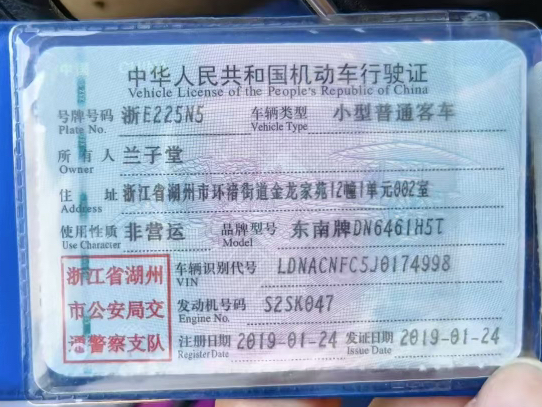 中华人民共和国机动车行驶证
Vehicle License of the People's Republic of China
号牌号码 浙E225N5 车辆类型 小型普通客车
Plate No. Vehicle Type
所有人 兰子堂
Owner
住址 浙江省湖州市环渚街道金龙家苑12幢1单元002室
Address
使用性质 非营运 品牌型号 东南牌DN6461H5T
Use Character Model
浙江省湖州
市公安局交
通警察支队
车辆识别代号 LDNACNFC5J0174998
VIN
发动机号码 S2SK047
Engine No.
注册日期 2019-01-24 发证日期 2019-01-24
Register Date Issue Date